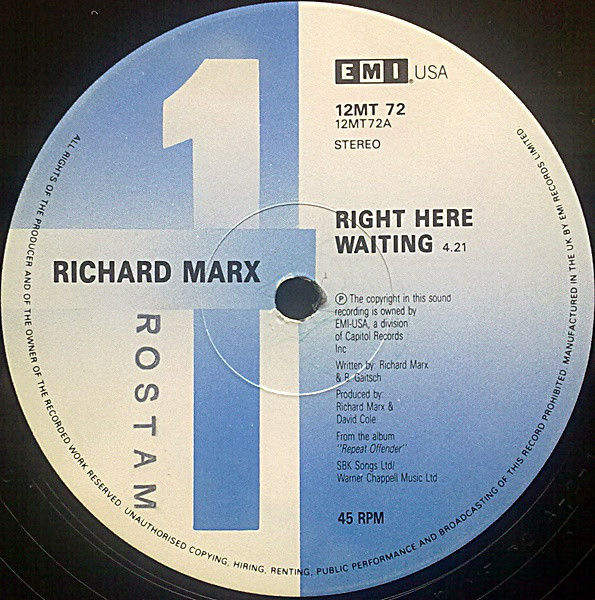 EMI USA
12MT 72
12MT72A
STEREO
RIGHT HERE
WAITING 4.21
1
RICHARD MARX
ROSTAM
Ⓟ The copyright in this sound
recording is owned by
EMI-USA, a division
of Capitol Records
Inc
Written by: Richard Marx
& R. Gaitsch
Produced by:
Richard Marx &
David Cole
From the album
"Repeat Offender"
SBK Songs Ltd/
Warner Chappell Music Ltd
45 RPM
ALL RIGHTS OF THE PRODUCER AND OF THE OWNER OF THE RECORDED WORK RESERVED. UNAUTHORISED COPYING, HIRING, RENTING, PUBLIC PERFORMANCE AND BROADCASTING OF THIS RECORD PROHIBITED. MANUFACTURED IN THE UK BY EMI RECORDS LIMITED